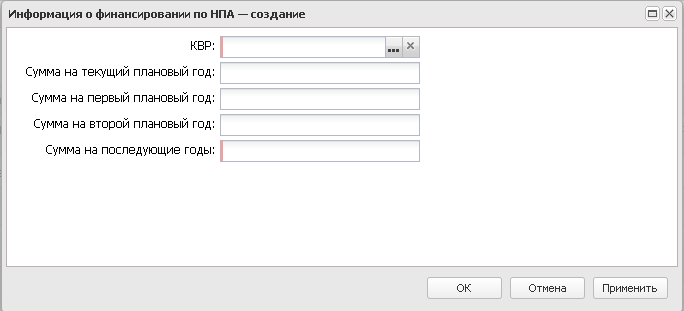 Информация о финансировании по НПА — создание
КВР: ...
Сумма на текущий плановый год:
Сумма на первый плановый год:
Сумма на второй плановый год:
Сумма на последующие годы:
ОК Отмена Применить